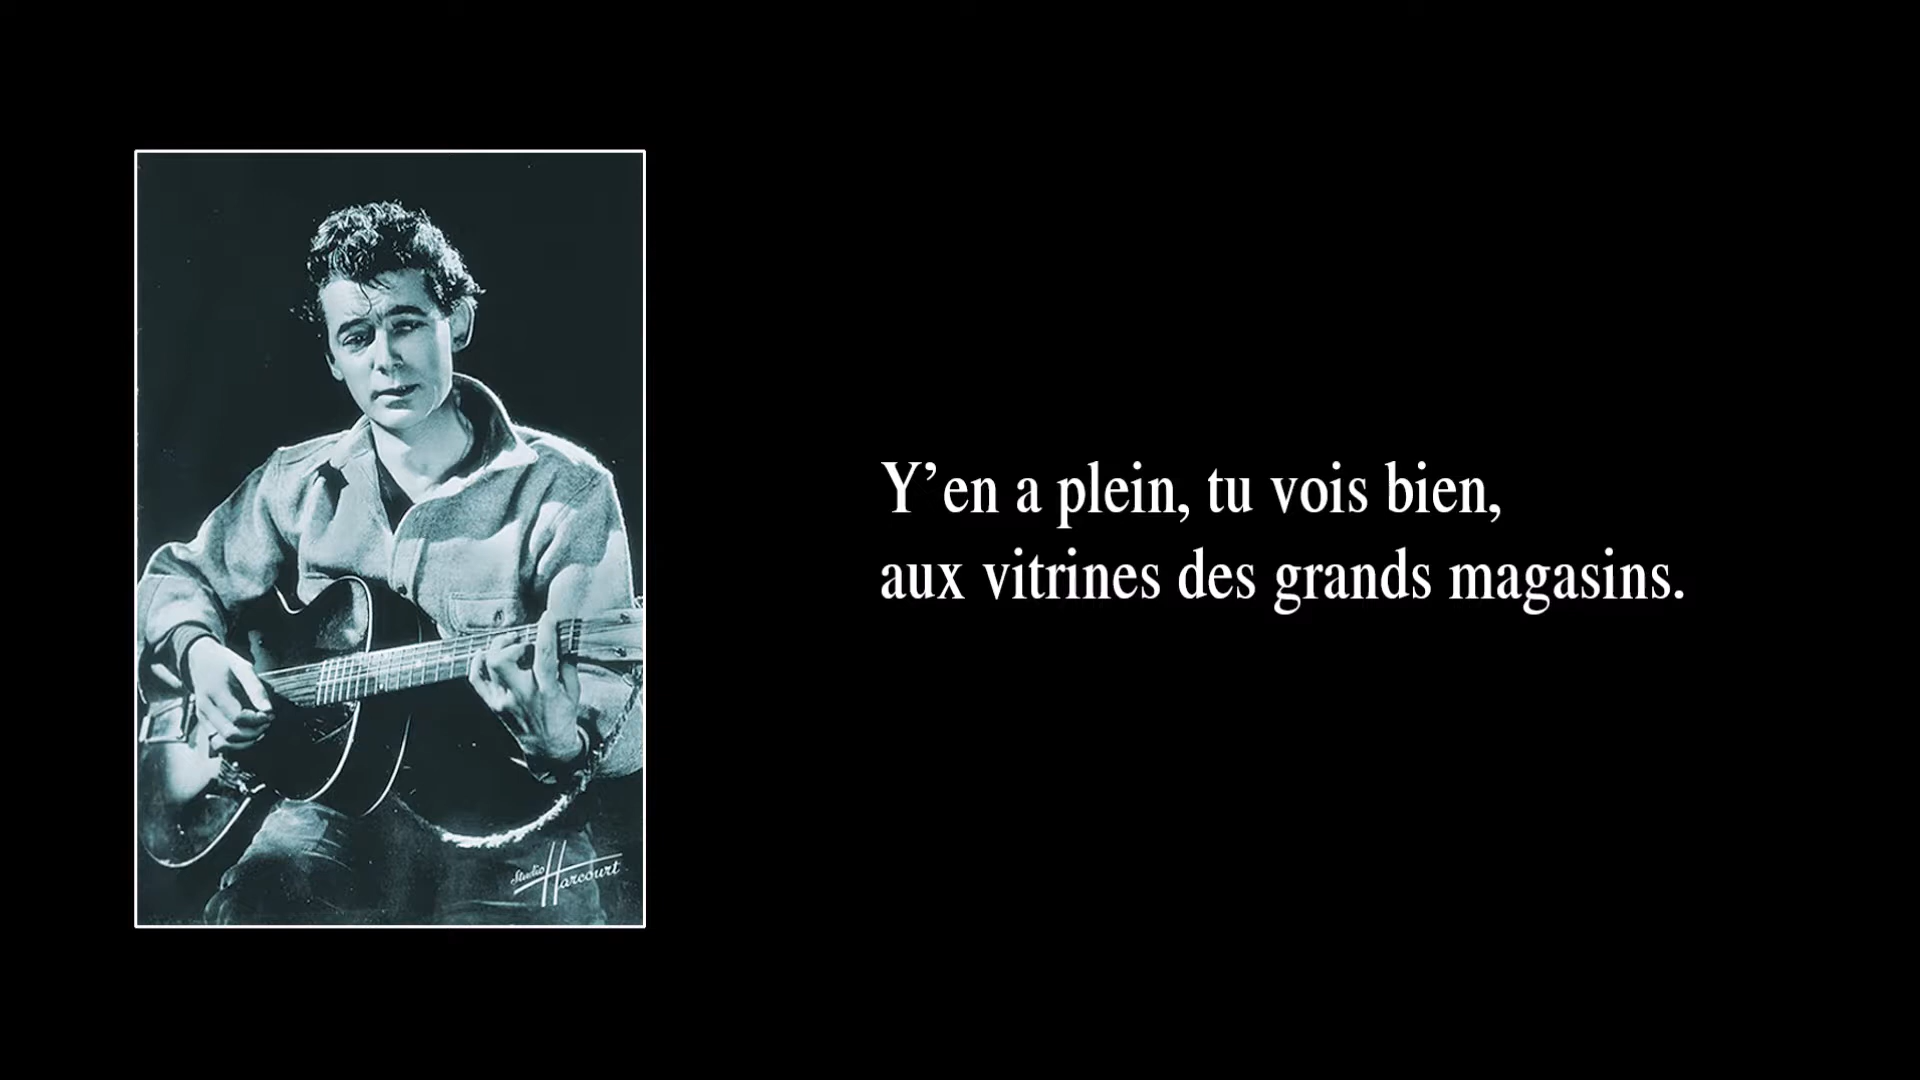 Y’en a plein, tu vois bien,
aux vitrines des grands magasins.
Studio Harcourt